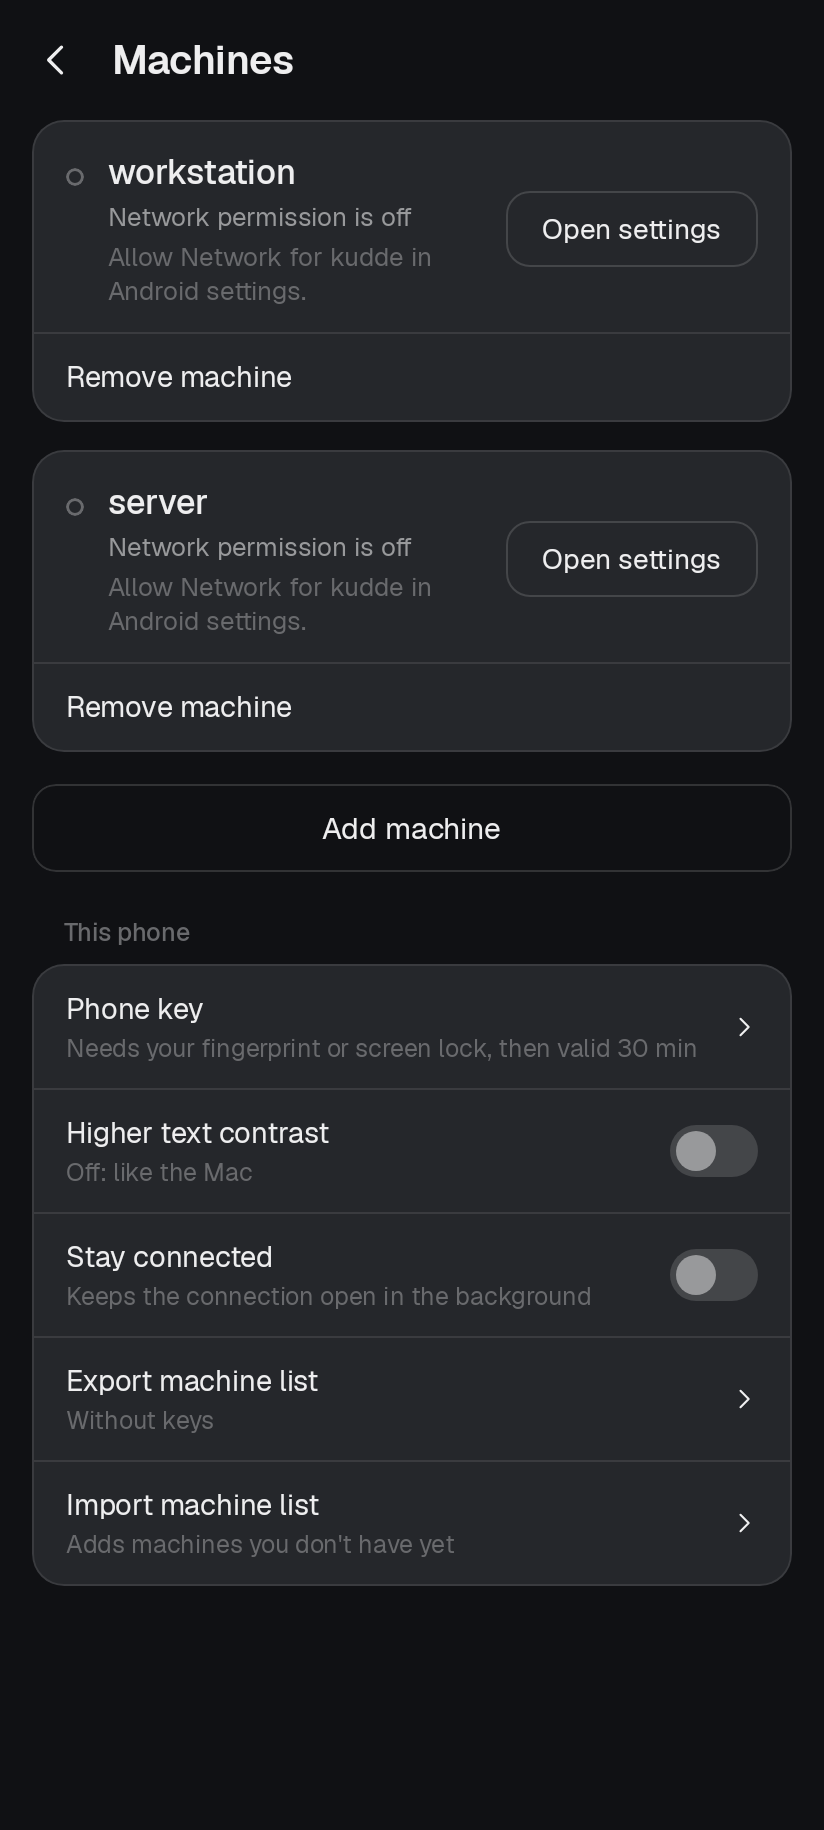 Machines
workstation
Network permission is off
Allow Network for kudde in
Android settings.
Open settings
Remove machine
server
Network permission is off
Allow Network for kudde in
Android settings.
Open settings
Remove machine
Add machine
This phone
Phone key
Needs your fingerprint or screen lock, then valid 30 min
Higher text contrast
Off: like the Mac
Stay connected
Keeps the connection open in the background
Export machine list
Without keys
Import machine list
Adds machines you don't have yet